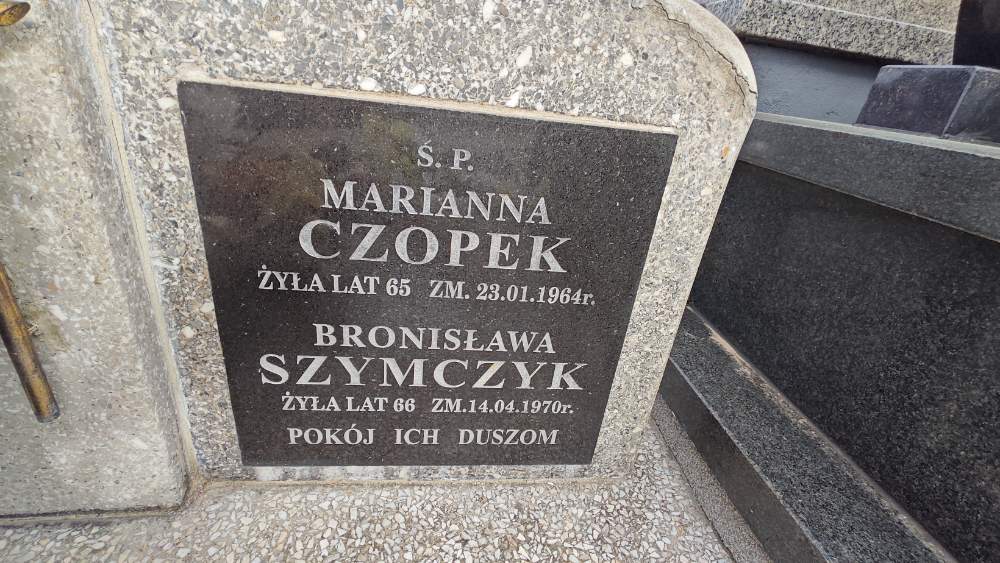 Ś. P.
MARIANNA
CZOPEK
ŻYŁA LAT 65 ZM. 23.01.1964r.
BRONISŁAWA
SZYMCZYK
ŻYŁA LAT 66 ZM.14.04.1970r.
POKÓJ ICH DUSZOM